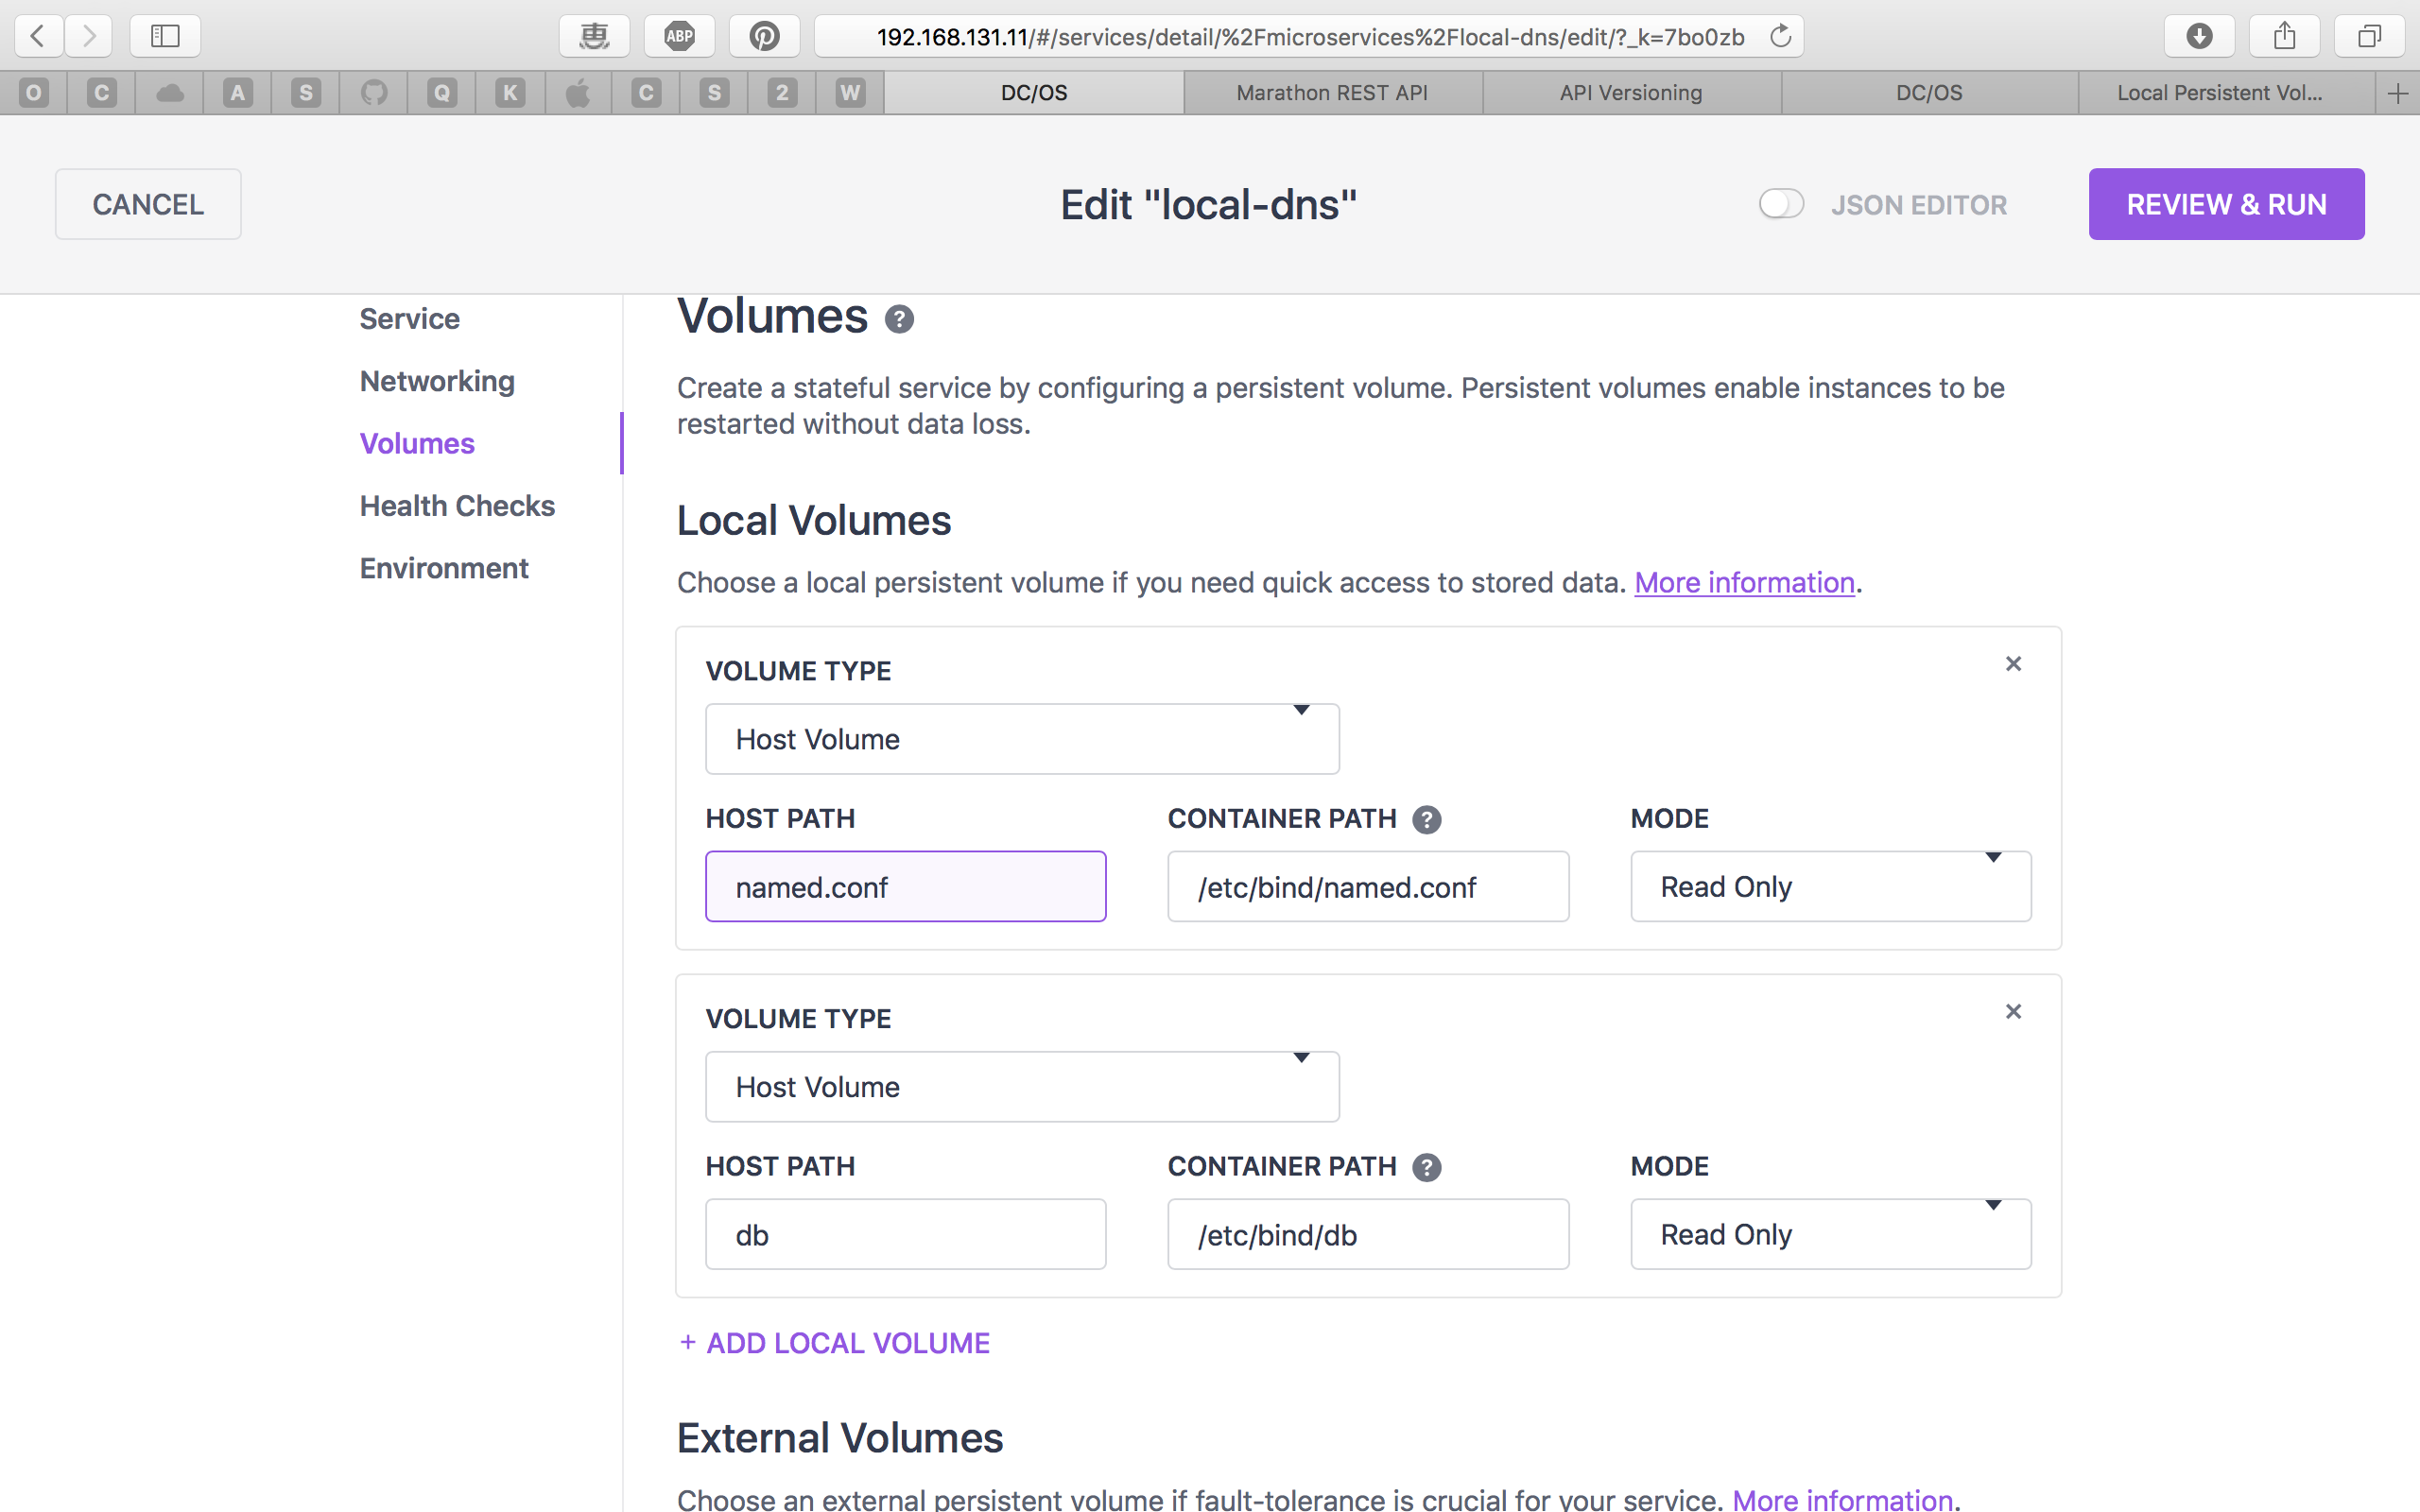 惠
ABP
192.168.131.11/#/services/detail/%2Fmicroservices%2Flocal-dns/edit/?_k=7bo0zb
O C A S Q K C S 2 W DC/OS Marathon REST API API Versioning DC/OS Local Persistent Vol...
CANCEL
Edit "local-dns"
JSON EDITOR
REVIEW & RUN
Service
Networking
Volumes
Health Checks
Environment
Volumes ?
Create a stateful service by configuring a persistent volume. Persistent volumes enable instances to be
restarted without data loss.
Local Volumes
Choose a local persistent volume if you need quick access to stored data. More information.
VOLUME TYPE
Host Volume
HOST PATH CONTAINER PATH ? MODE
named.conf /etc/bind/named.conf Read Only
VOLUME TYPE
Host Volume
HOST PATH CONTAINER PATH ? MODE
db /etc/bind/db Read Only
+ ADD LOCAL VOLUME
External Volumes
Choose an external persistent volume if fault-tolerance is crucial for your service. More information.